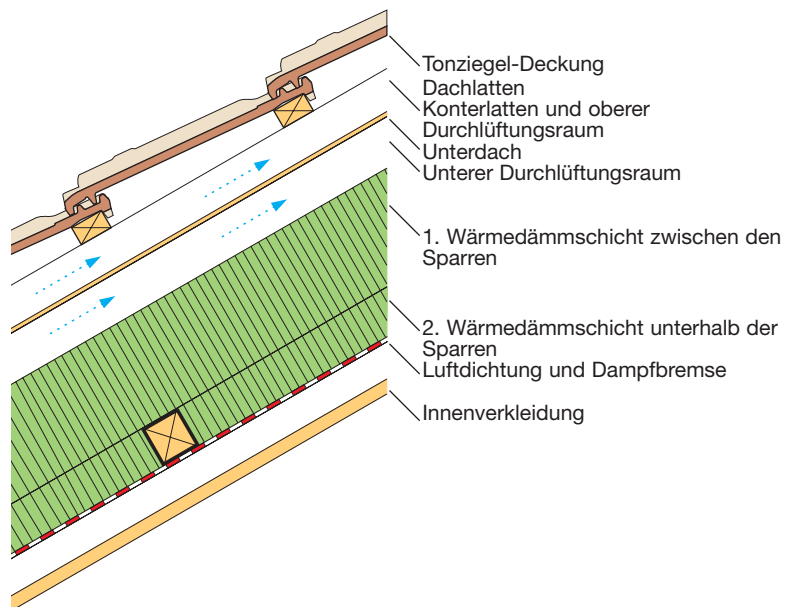 Tonziegel-Deckung
Dachlatten
Konterlatten und oberer
Durchlüftungsraum
Unterdach
Unterer Durchlüftungsraum
1. Wärmedämmschicht zwischen den
Sparren
2. Wärmedämmschicht unterhalb der
Sparren
Luftdichtung und Dampfbremse
Innenverkleidung